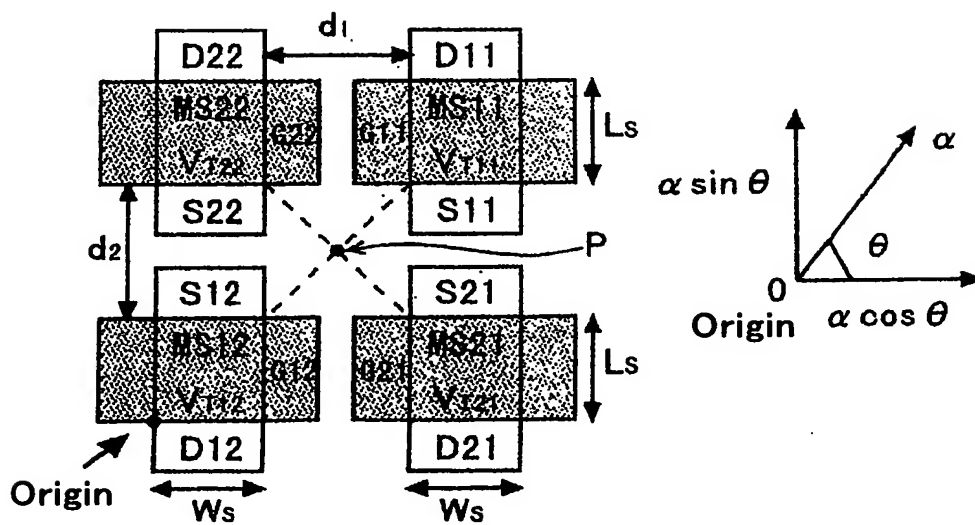 d1
D22 D11
MS22 G22 G11 MS11 Ls
VT22 VT11
α
α sin θ
S22 S11
d2 P θ
S12 S21 0
Origin α cos θ
MS12 G12 G21 MS21 Ls
VT12 VT21
D12 D21
Origin Ws Ws